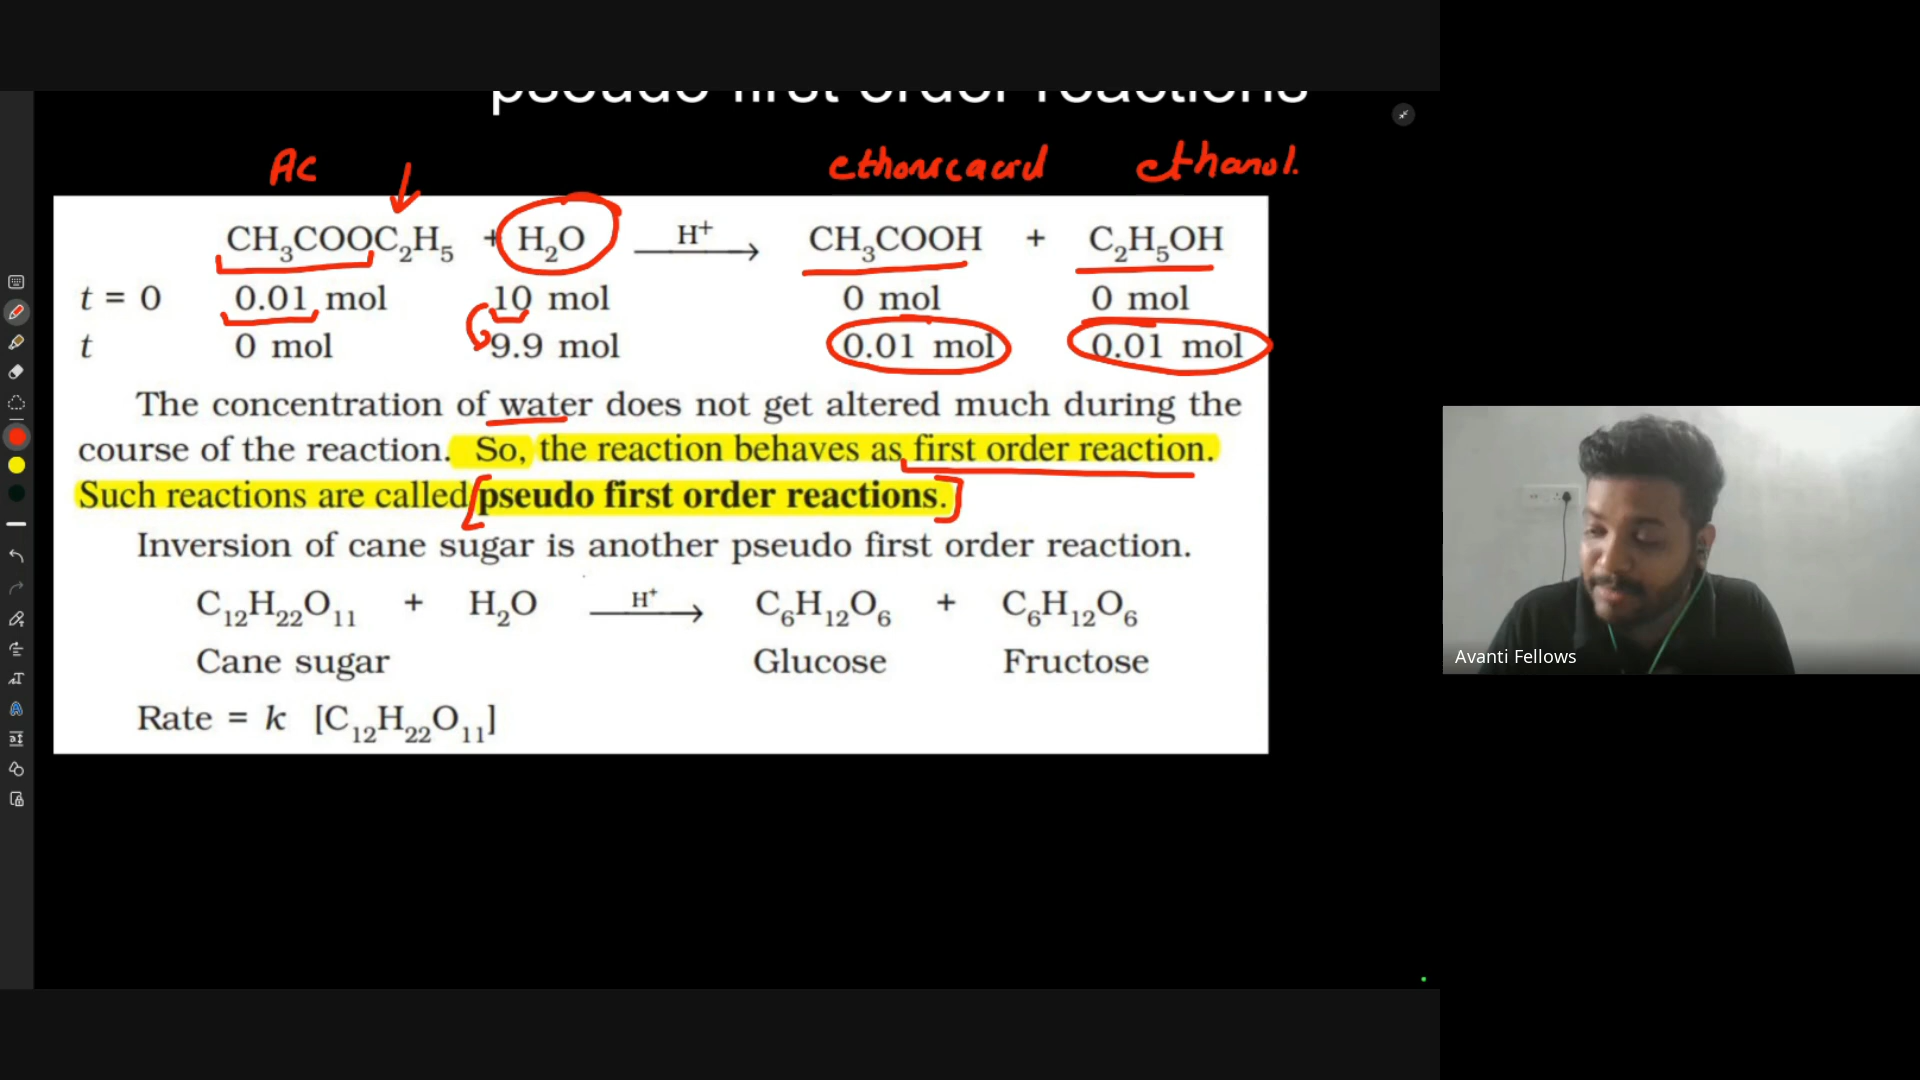 pseudo first order reactions
Ac
ethanol.
CH₃COOC₂H₅ + H₂O H⁺ → CH₃COOH + C₂H₅OH
t = 0 0.01 mol 10 mol 0 mol 0 mol
t 0 mol 9.9 mol 0.01 mol 0.01 mol
The concentration of water does not get altered much during the
course of the reaction. So, the reaction behaves as first order reaction.
Such reactions are called pseudo first order reactions.
Inversion of cane sugar is another pseudo first order reaction.
C₁₂H₂₂O₁₁ + H₂O H⁺ → C₆H₁₂O₆ + C₆H₁₂O₆
Cane sugar Glucose Fructose
Rate = k [C₁₂H₂₂O₁₁]
Avanti Fellows